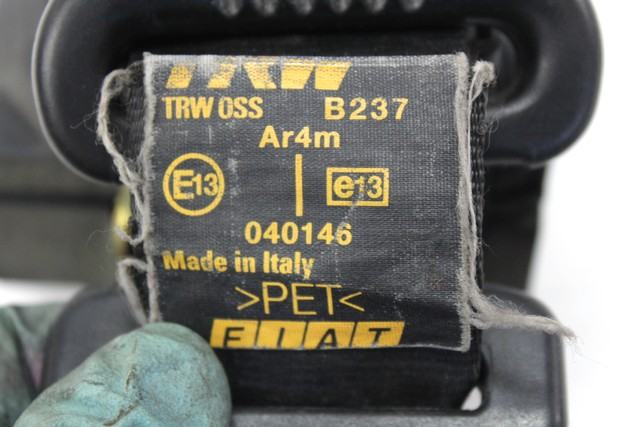 TRW
TRW OSS B237
Ar4m
E13 e13
040146
Made in Italy
>PET<
FIAT